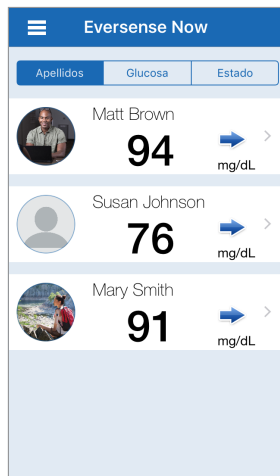 Eversense Now
Apellidos Glucosa Estado
Matt Brown
94
mg/dL
Susan Johnson
76
mg/dL
Mary Smith
91
mg/dL